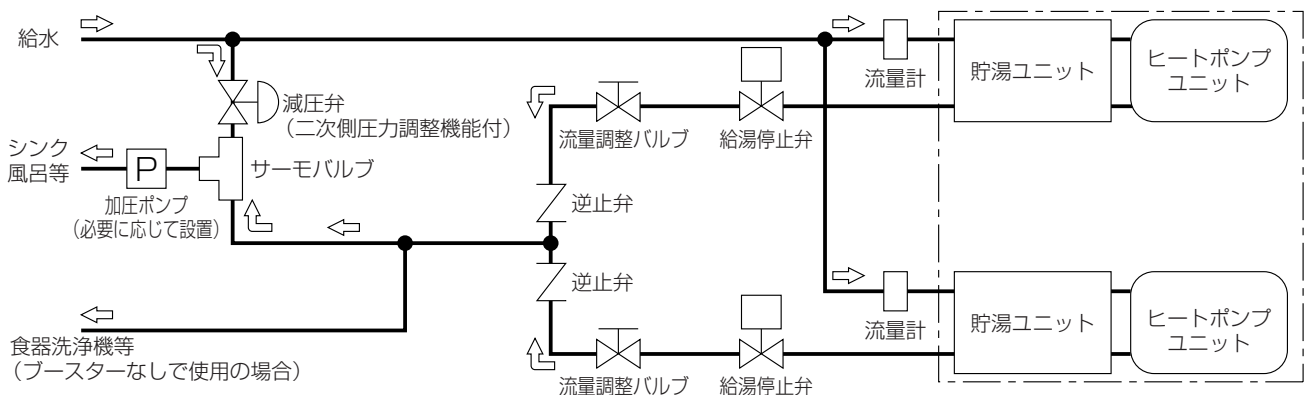 給水
減圧弁
（二次側圧力調整機能付）
シンク
風呂等
P
サーモバルブ
加圧ポンプ
（必要に応じて設置）
食器洗浄機等
（ブースターなしで使用の場合）
流量調整バルブ
給湯停止弁
逆止弁
逆止弁
流量調整バルブ
給湯停止弁
流量計
貯湯ユニット
ヒートポンプ
ユニット
流量計
貯湯ユニット
ヒートポンプ
ユニット